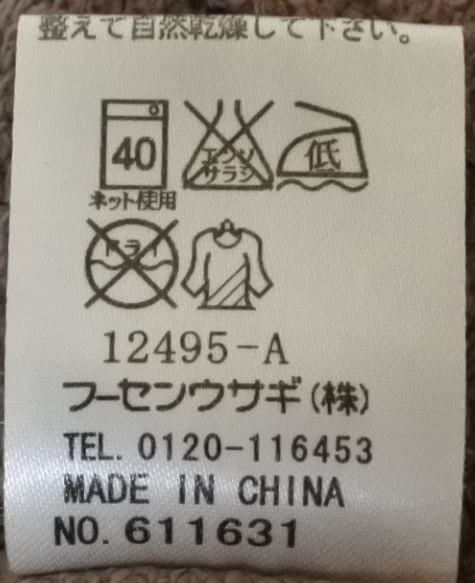 整えて自然乾燥して下さい。
40
エンソ
サラシ
低
ネット使用
ドライ
12495-A
フーセンウサギ(株)
TEL. 0120-116453
MADE IN CHINA
NO. 611631